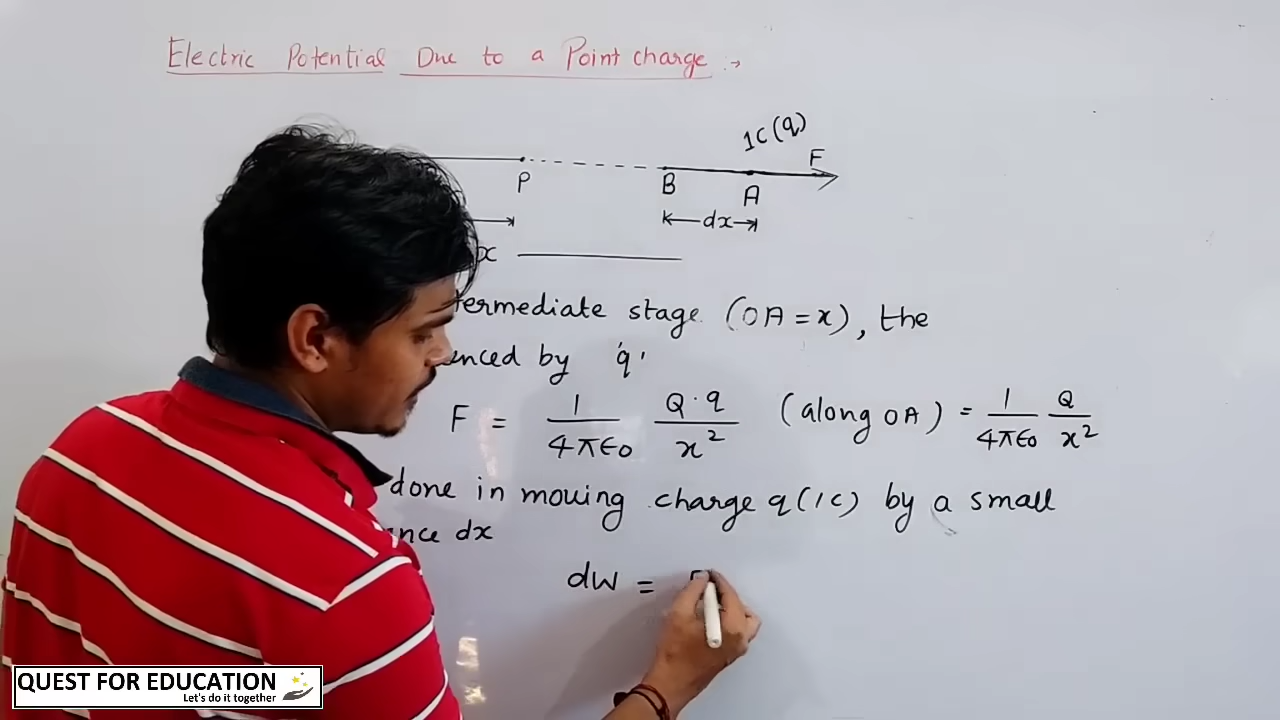 Electric Potential Due to a Point charge :→
1C (q)
F
P B A
dx
x
termediate stage (OA = x), the
enced by 'q'
F = 1/4πϵ₀ Q·q/x² (along OA) = 1/4πϵ₀ Q/x²
done in moving charge q (1C) by a small
nce dx
dW =
QUEST FOR EDUCATION
Let's do it together